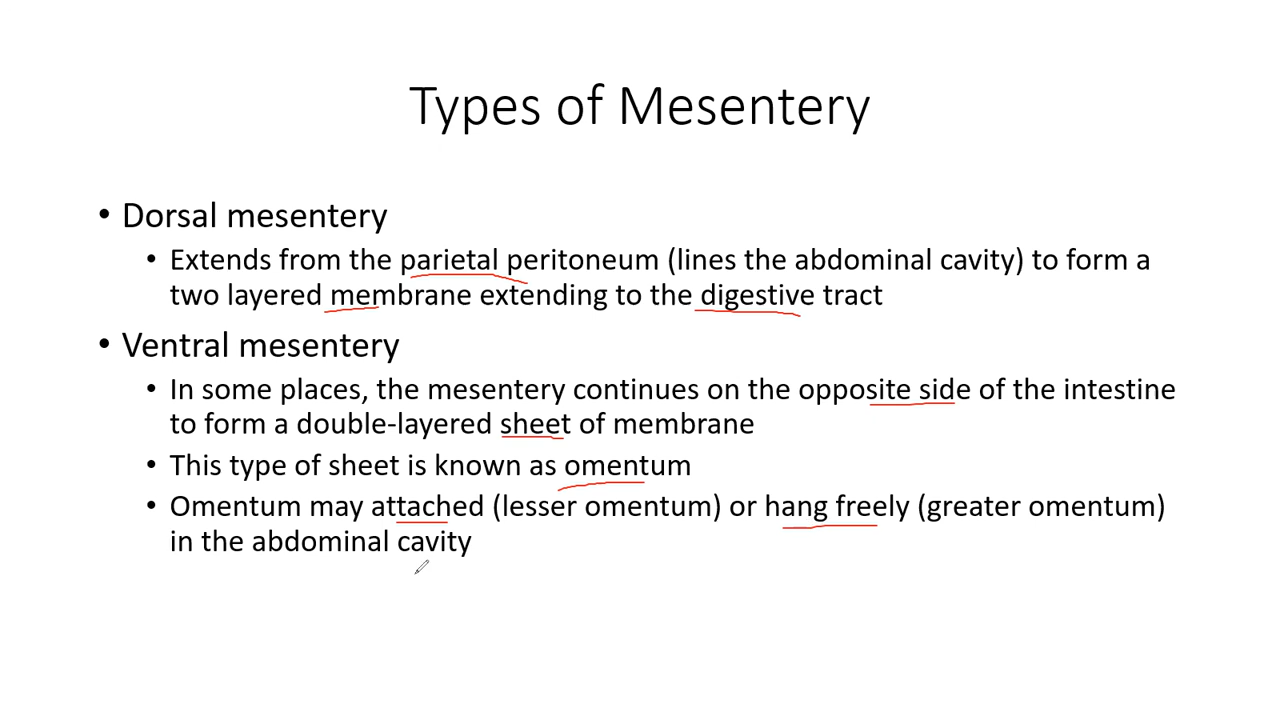 Types of Mesentery
• Dorsal mesentery
• Extends from the parietal peritoneum (lines the abdominal cavity) to form a
two layered membrane extending to the digestive tract
• Ventral mesentery
• In some places, the mesentery continues on the opposite side of the intestine
to form a double-layered sheet of membrane
• This type of sheet is known as omentum
• Omentum may attached (lesser omentum) or hang freely (greater omentum)
in the abdominal cavity